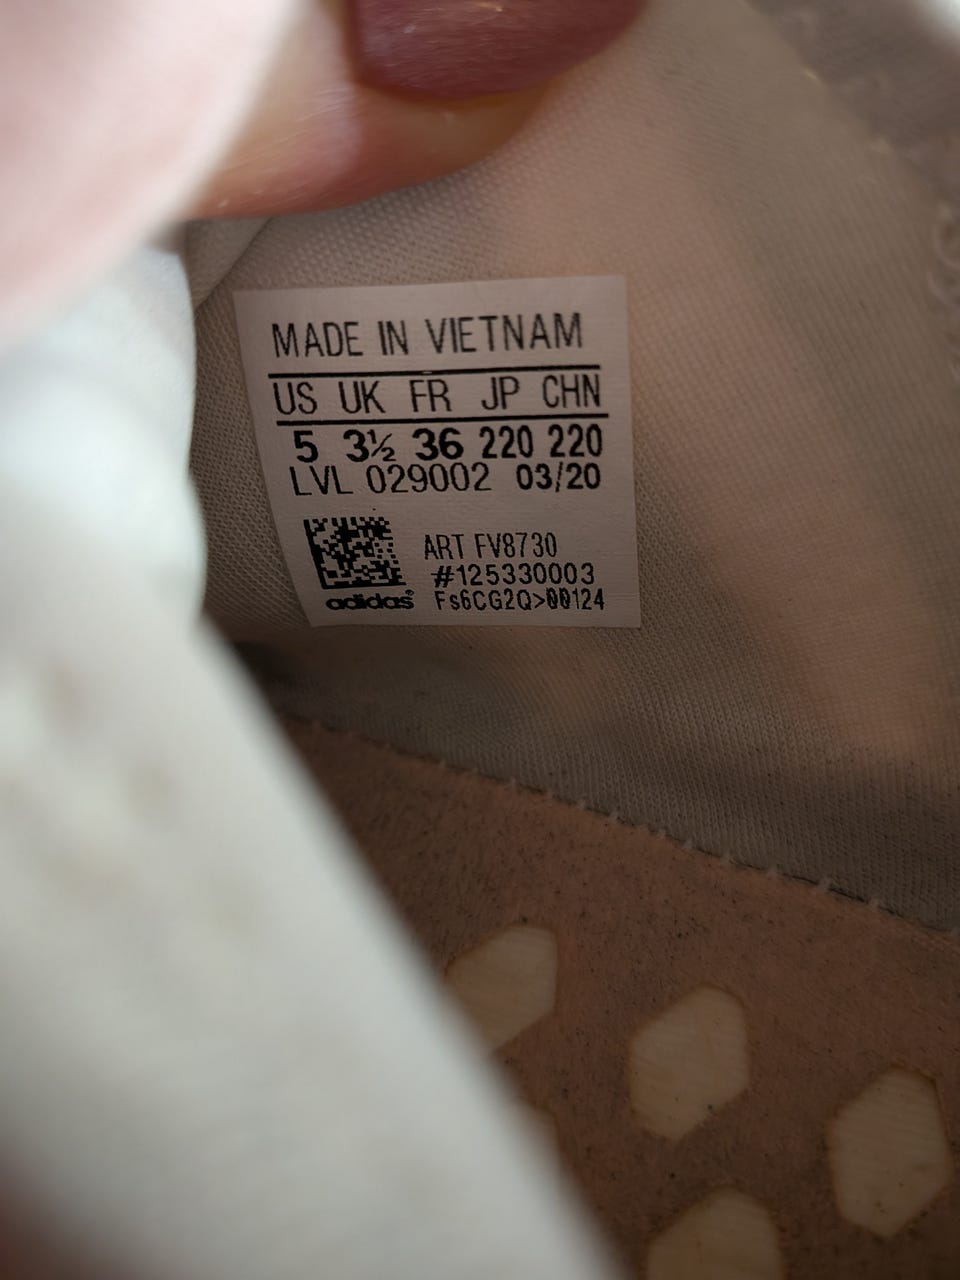 MADE IN VIETNAM
US UK FR JP CHN
5 3½ 36 220 220
LVL 029002 03/20
ART FV8730
#125330003
adidas® Fs6CG2Q>00124